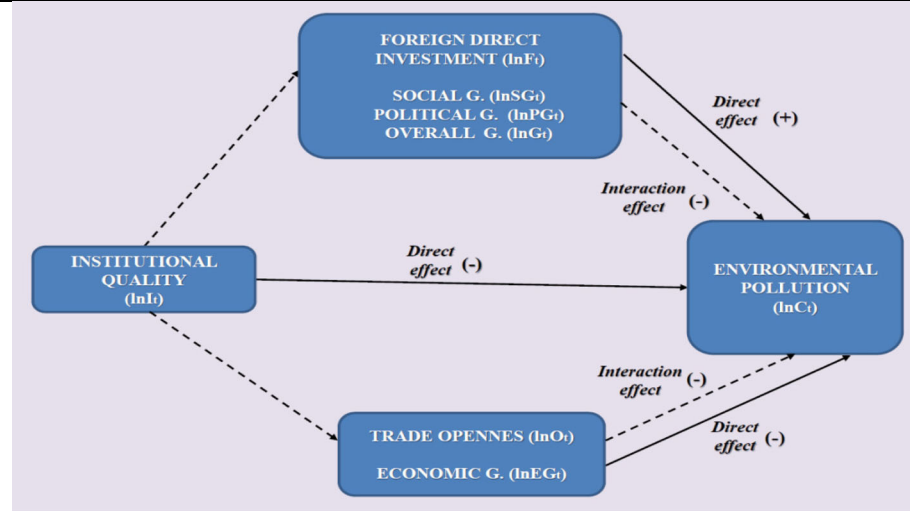 FOREIGN DIRECT
INVESTMENT (lnFₜ)
SOCIAL G. (lnSGₜ)
POLITICAL G. (lnPGₜ)
OVERALL G. (lnGₜ)
Direct
effect (+)
Interaction
effect (-)
INSTITUTIONAL
QUALITY
(lnIₜ)
Direct
effect (-)
ENVIRONMENTAL
POLLUTION
(lnCₜ)
Interaction
effect (-)
TRADE OPENNES (lnOₜ)
ECONOMIC G. (lnEGₜ)
Direct
effect (-)